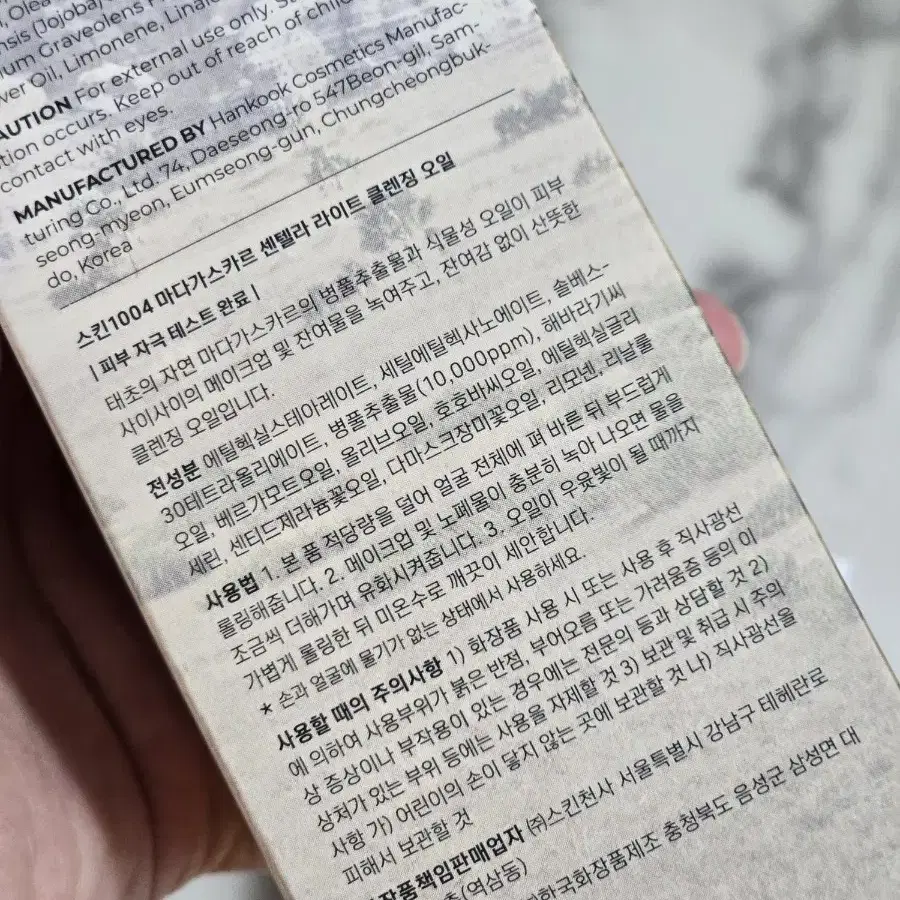 , Olea
nsis (Jojoba)
ium Graveolens F
wer Oil, Limonene, Linalo
AUTION For external use only. S
tion occurs. Keep out of reach of childr
contact with eyes.
MANUFACTURED BY Hankook Cosmetics Manufac-
turing Co., Ltd. 74, Daeseong-ro 547Beon-gil, Sam-
seong-myeon, Eumseong-gun, Chungcheongbuk-
do, Korea
스킨1004 마다가스카르 센텔라 라이트 클렌징 오일
| 피부 자극 테스트 완료 |
태초의 자연 마다가스카르의 병풀추출물과 식물성 오일이 피부
사이사이의 메이크업 및 잔여물을 녹여주고, 잔여감 없이 산뜻한
클렌징 오일입니다.
전성분 에틸헥실스테아레이트, 세틸에틸헥사노에이트, 솔베스-
30테트라올리에이트, 병풀추출물(10,000ppm), 해바라기씨
오일, 베르가모트오일, 올리브오일, 호호바씨오일, 에틸헥실글리
세린, 센티드제라늄꽃오일, 다마스크장미꽃오일, 리모넨, 리날룰
사용법 1. 본 품 적당량을 덜어 얼굴 전체에 펴 바른 뒤 부드럽게
롤링해줍니다. 2. 메이크업 및 노폐물이 충분히 녹아 나오면 물을
조금씩 더해가며 유화시켜줍니다. 3. 오일이 우윳빛이 될 때까지
가볍게 롤링한 뒤 미온수로 깨끗이 세안합니다.
* 손과 얼굴에 물기가 없는 상태에서 사용하세요.
사용할 때의 주의사항 1) 화장품 사용 시 또는 사용 후 직사광선
에 의하여 사용부위가 붉은 반점, 부어오름 또는 가려움증 등의 이
상 증상이나 부작용이 있는 경우에는 전문의 등과 상담할 것 2)
상처가 있는 부위 등에는 사용을 자제할 것 3) 보관 및 취급 시 주의
사항 가) 어린이의 손이 닿지 않는 곳에 보관할 것 나) 직사광선을
피해서 보관할 것
장품책임판매업자 ㈜스킨천사 서울특별시 강남구 테헤란로
층(역삼동)
한국화장품제조 충청북도 음성군 삼성면 대